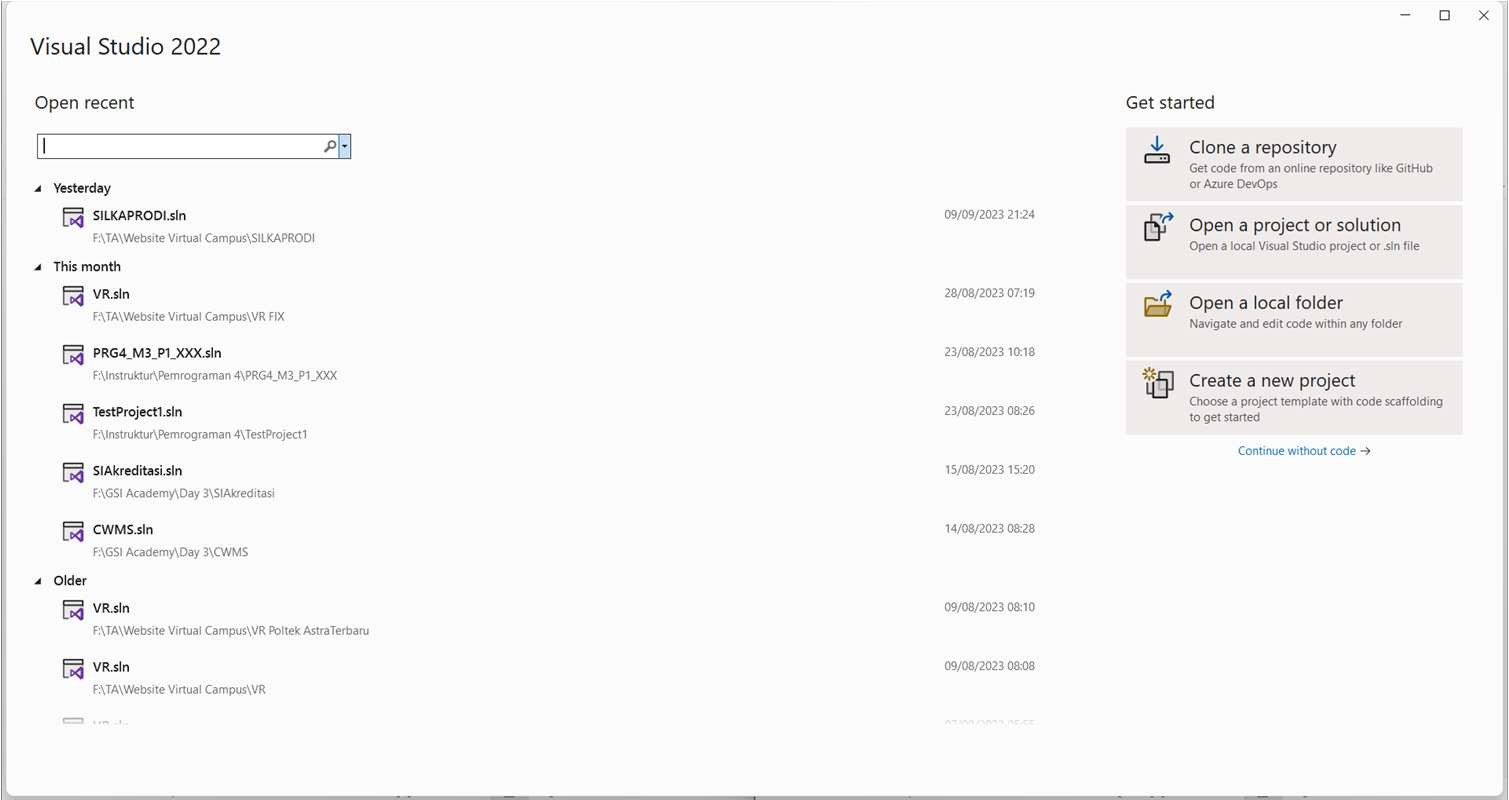 Visual Studio 2022
Open recent
Yesterday
SILKAPRODI.sln 09/09/2023 21:24
F:\TA\Website Virtual Campus\SILKAPRODI
This month
VR.sln 28/08/2023 07:19
F:\TA\Website Virtual Campus\VR FIX
PRG4_M3_P1_XXX.sln 23/08/2023 10:18
F:\Instruktur\Pemrograman 4\PRG4_M3_P1_XXX
TestProject1.sln 23/08/2023 08:26
F:\Instruktur\Pemrograman 4\TestProject1
SIAkreditasi.sln 15/08/2023 15:20
F:\GSI Academy\Day 3\SIAkreditasi
CWMS.sln 14/08/2023 08:28
F:\GSI Academy\Day 3\CWMS
Older
VR.sln 09/08/2023 08:10
F:\TA\Website Virtual Campus\VR Poltek AstraTerbaru
VR.sln 09/08/2023 08:08
F:\TA\Website Virtual Campus\VR
Get started
Clone a repository
Get code from an online repository like GitHub
or Azure DevOps
Open a project or solution
Open a local Visual Studio project or .sln file
Open a local folder
Navigate and edit code within any folder
Create a new project
Choose a project template with code scaffolding
to get started
Continue without code →